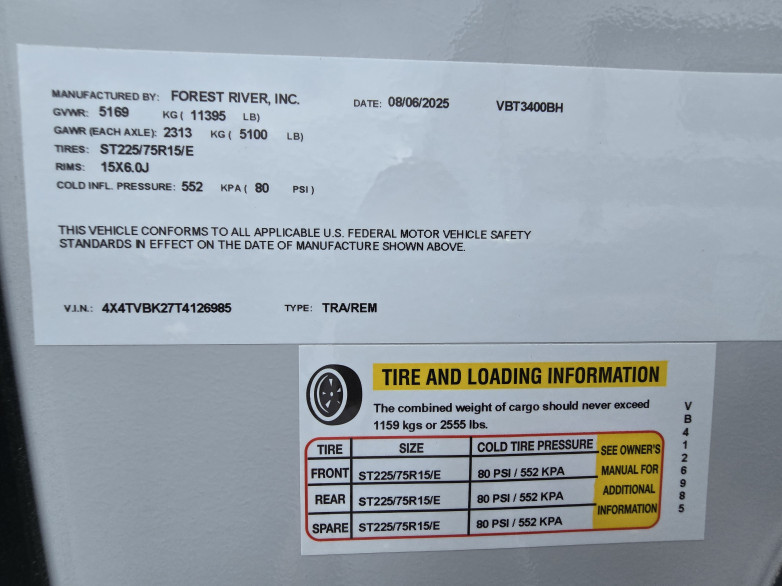 MANUFACTURED BY: FOREST RIVER, INC. DATE: 08/06/2025 VBT3400BH
GVWR: 5169 KG ( 11395 LB)
GAWR (EACH AXLE): 2313 KG ( 5100 LB)
TIRES: ST225/75R15/E
RIMS: 15X6.0J
COLD INFL. PRESSURE: 552 KPA ( 80 PSI )
THIS VEHICLE CONFORMS TO ALL APPLICABLE U.S. FEDERAL MOTOR VEHICLE SAFETY
STANDARDS IN EFFECT ON THE DATE OF MANUFACTURE SHOWN ABOVE.
V.I.N.: 4X4TVBK27T4126985 TYPE: TRA/REM
TIRE AND LOADING INFORMATION
The combined weight of cargo should never exceed
1159 kgs or 2555 lbs.
TIRE SIZE COLD TIRE PRESSURE
FRONT ST225/75R15/E 80 PSI / 552 KPA
REAR ST225/75R15/E 80 PSI / 552 KPA
SPARE ST225/75R15/E 80 PSI / 552 KPA
SEE OWNER'S
MANUAL FOR
ADDITIONAL
INFORMATION
VB4126985